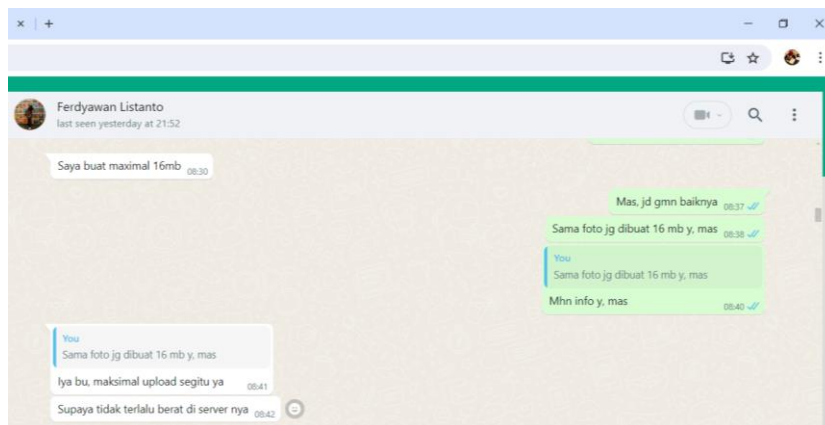 Ferdyawan Listanto
last seen yesterday at 21:52
Saya buat maximal 16mb 08:30
Mas, jd gmn baiknya 08:37
Sama foto jg dibuat 16 mb y, mas 08:38
You
Sama foto jg dibuat 16 mb y, mas
Mhn info y, mas 08:40
You
Sama foto jg dibuat 16 mb y, mas
Iya bu, maksimal upload segitu ya 08:41
Supaya tidak terlalu berat di server nya 08:42